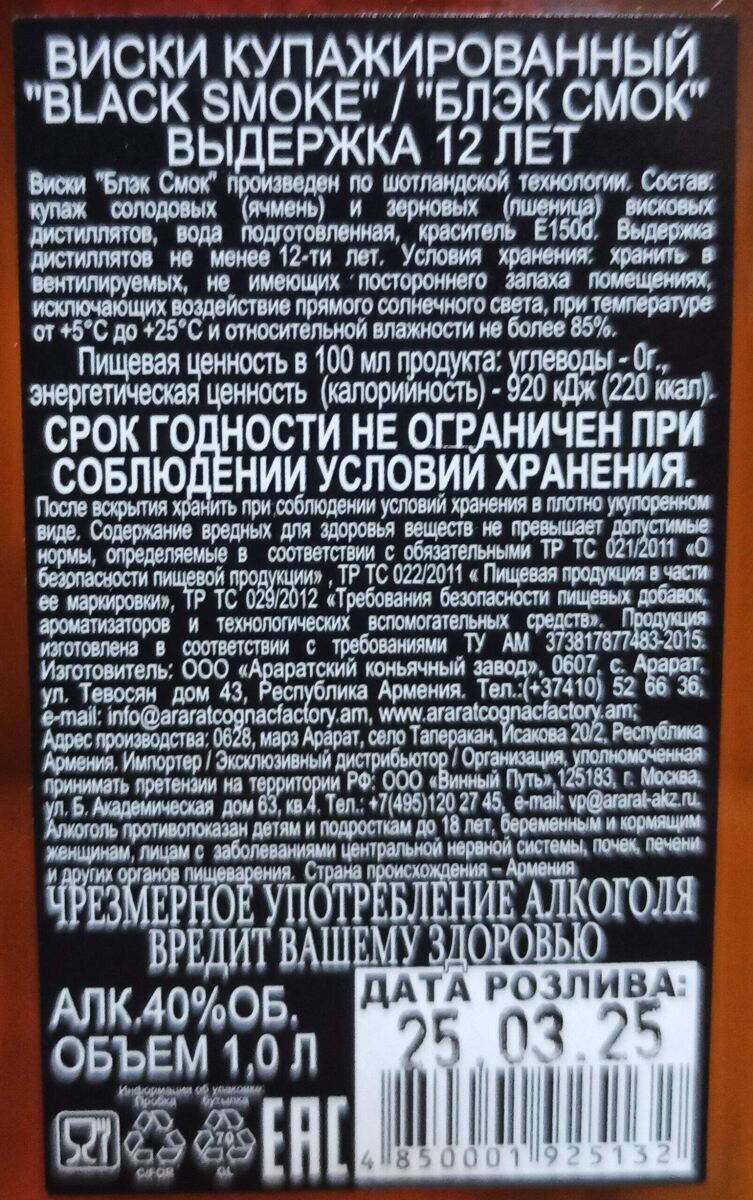 ВИСКИ КУПАЖИРОВАННЫЙ
"BLACK SMOKE" / "БЛЭК СМОК"
ВЫДЕРЖКА 12 ЛЕТ
Виски "Блэк Смок" произведен по шотландской технологии. Состав:
купаж солодовых (ячмень) и зерновых (пшеница) висковых
дистиллятов, вода подготовленная, краситель Е150d. Выдержка
дистиллятов не менее 12-ти лет. Условия хранения: хранить в
вентилируемых, не имеющих постороннего запаха помещениях,
исключающих воздействие прямого солнечного света, при температуре
от +5°С до +25°С и относительной влажности не более 85%.
Пищевая ценность в 100 мл продукта: углеводы - 0г.,
энергетическая ценность (калорийность) - 920 кДж (220 ккал).
СРОК ГОДНОСТИ НЕ ОГРАНИЧЕН ПРИ
СОБЛЮДЕНИИ УСЛОВИЙ ХРАНЕНИЯ.
После вскрытия хранить при соблюдении условий хранения в плотно укупоренном
виде. Содержание вредных для здоровья веществ не превышает допустимые
нормы, определяемые в соответствии с обязательными ТР ТС 021/2011 «О
безопасности пищевой продукции» , ТР ТС 022/2011 « Пищевая продукция в части
ее маркировки», ТР ТС 029/2012 «Требования безопасности пищевых добавок,
ароматизаторов и технологических вспомогательных средств». Продукция
изготовлена в соответствии с требованиями ТУ АМ 373817877483-2015.
Изготовитель: ООО «Араратский коньячный завод», 0607, с. Арарат,
ул. Тевосян дом 43, Республика Армения. Тел.:(+37410) 52 66 36,
e-mail: info@araratcognacfactory.am, www.araratcognacfactory.am;
Адрес производства: 0628, марз Арарат, село Таперакан, Исакова 20/2, Республика
Армения. Импортер / Эксклюзивный дистрибьютор / Организация, уполномоченная
принимать претензии на территории РФ: ООО «Винный Путь», 125183, г. Москва,
ул. Б. Академическая дом 63, кв.4. Тел.: +7(495)120 27 45, e-mail: vp@ararat-akz.ru.
Алкоголь противопоказан детям и подросткам до 18 лет, беременным и кормящим
женщинам, лицам с заболеваниями центральной нервной системы, почек, печени
и других органов пищеварения. Страна происхождения – Армения
ЧРЕЗМЕРНОЕ УПОТРЕБЛЕНИЕ АЛКОГОЛЯ
ВРЕДИТ ВАШЕМУ ЗДОРОВЬЮ
АЛК.40%ОБ.
ОБЪЕМ 1,0 Л
ДАТА РОЗЛИВА:
25.03.25
Информация об упаковке:
Пробка бутылка
70
C/FOR GL
EAC
4 850001 925132